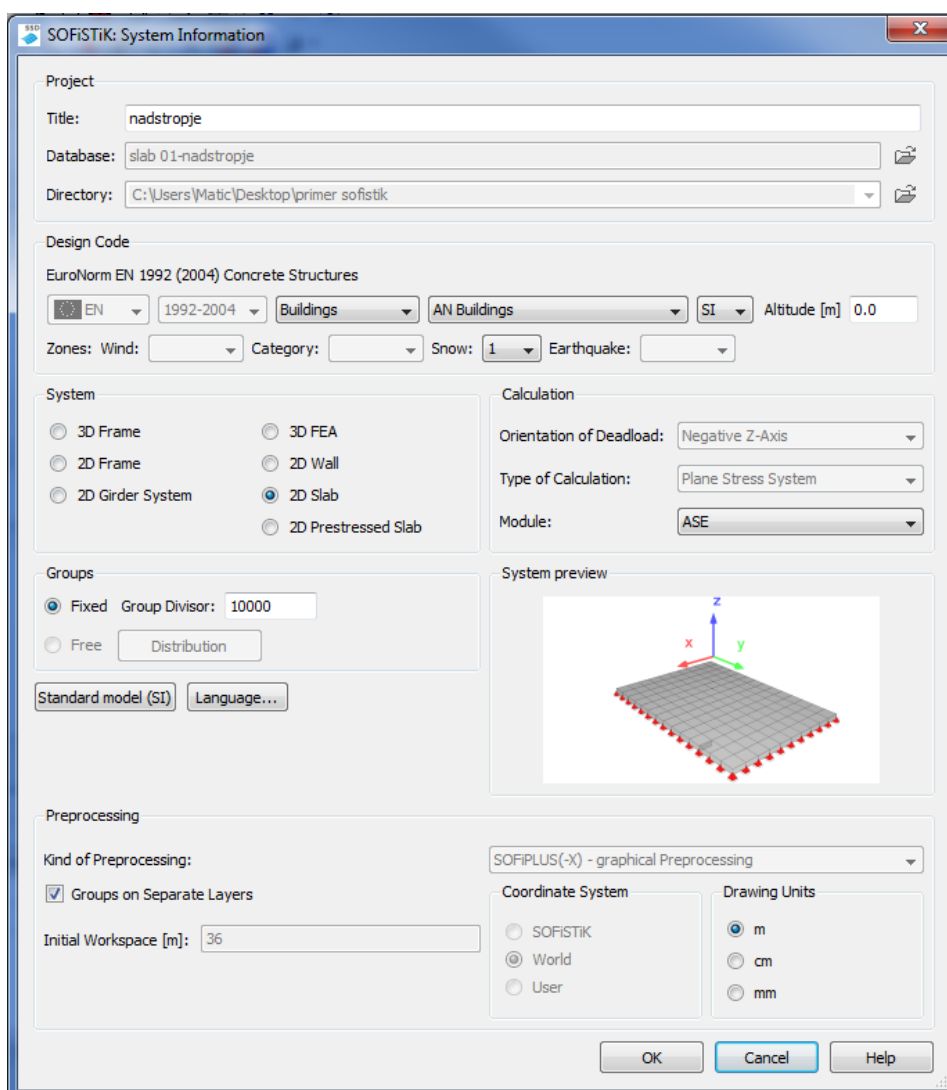 SSD
SOFiSTiK: System Information
Project
Title: nadstropje
Database: slab 01-nadstropje
Directory: C:\Users\Matic\Desktop\primer sofistik
Design Code
EuroNorm EN 1992 (2004) Concrete Structures
EN 1992-2004 Buildings AN Buildings SI Altitude [m] 0.0
Zones: Wind: Category: Snow: 1 Earthquake:
System
3D Frame 3D FEA
2D Frame 2D Wall
2D Girder System 2D Slab
2D Prestressed Slab
Calculation
Orientation of Deadload: Negative Z-Axis
Type of Calculation: Plane Stress System
Module: ASE
Groups
Fixed Group Divisor: 10000
Free Distribution
Standard model (SI) Language...
System preview
z
x y
Preprocessing
Kind of Preprocessing: SOFiPLUS(-X) - graphical Preprocessing
Groups on Separate Layers
Initial Workspace [m]: 36
Coordinate System
SOFiSTiK
World
User
Drawing Units
m
cm
mm
OK Cancel Help